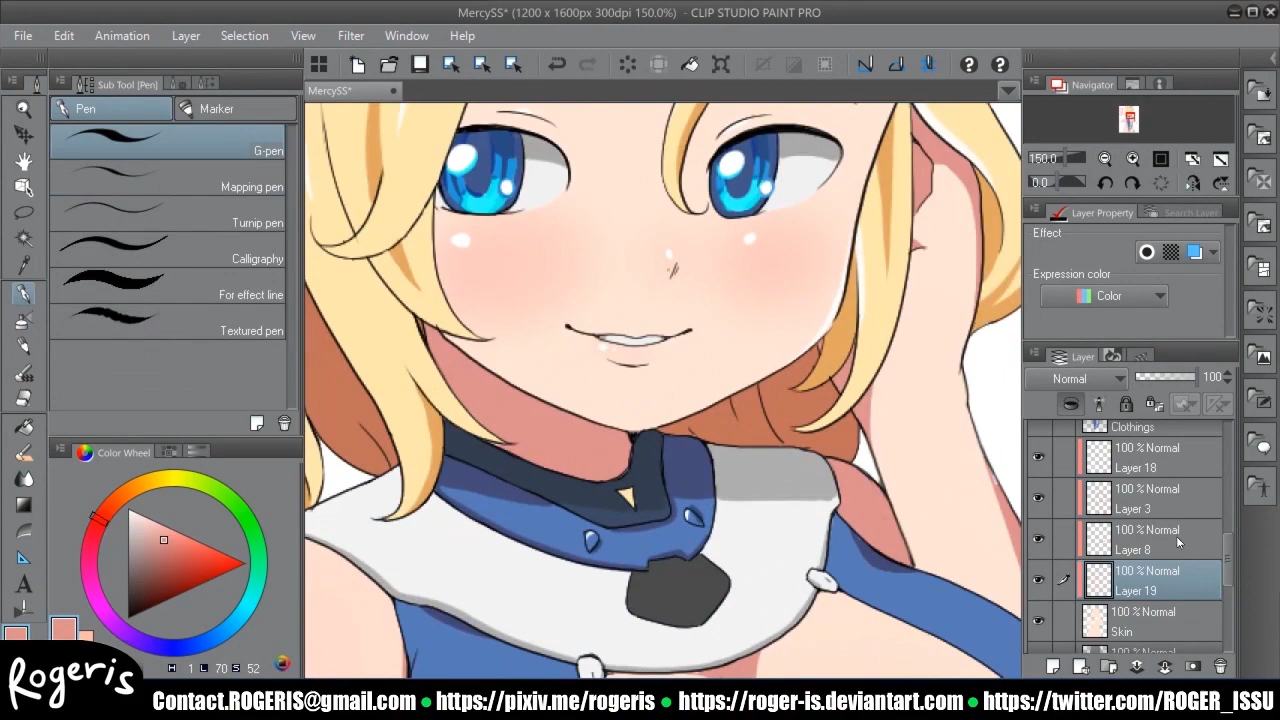 MercySS* (1200 x 1600px 300dpi 150.0%) - CLIP STUDIO PAINT PRO
File Edit Animation Layer Selection View Filter Window Help
Sub Tool [Pen]
Pen Marker
G-pen
Mapping pen
Turnip pen
Calligraphy
For effect line
Textured pen
Color Wheel
H 1 L 70 S 52
MercySS*
Navigator
150.0
0.0
Layer Property Search Layer
Effect
Expression color
Color
Layer
Normal 100
Clothings
100 % Normal
Layer 18
100 % Normal
Layer 3
100 % Normal
Layer 8
100 % Normal
Layer 19
100 % Normal
Skin
Rogeris
Contact.ROGERIS@gmail.com ● https://pixiv.me/rogeris ● https://roger-is.deviantart.com ● https://twitter.com/ROGER_ISSU